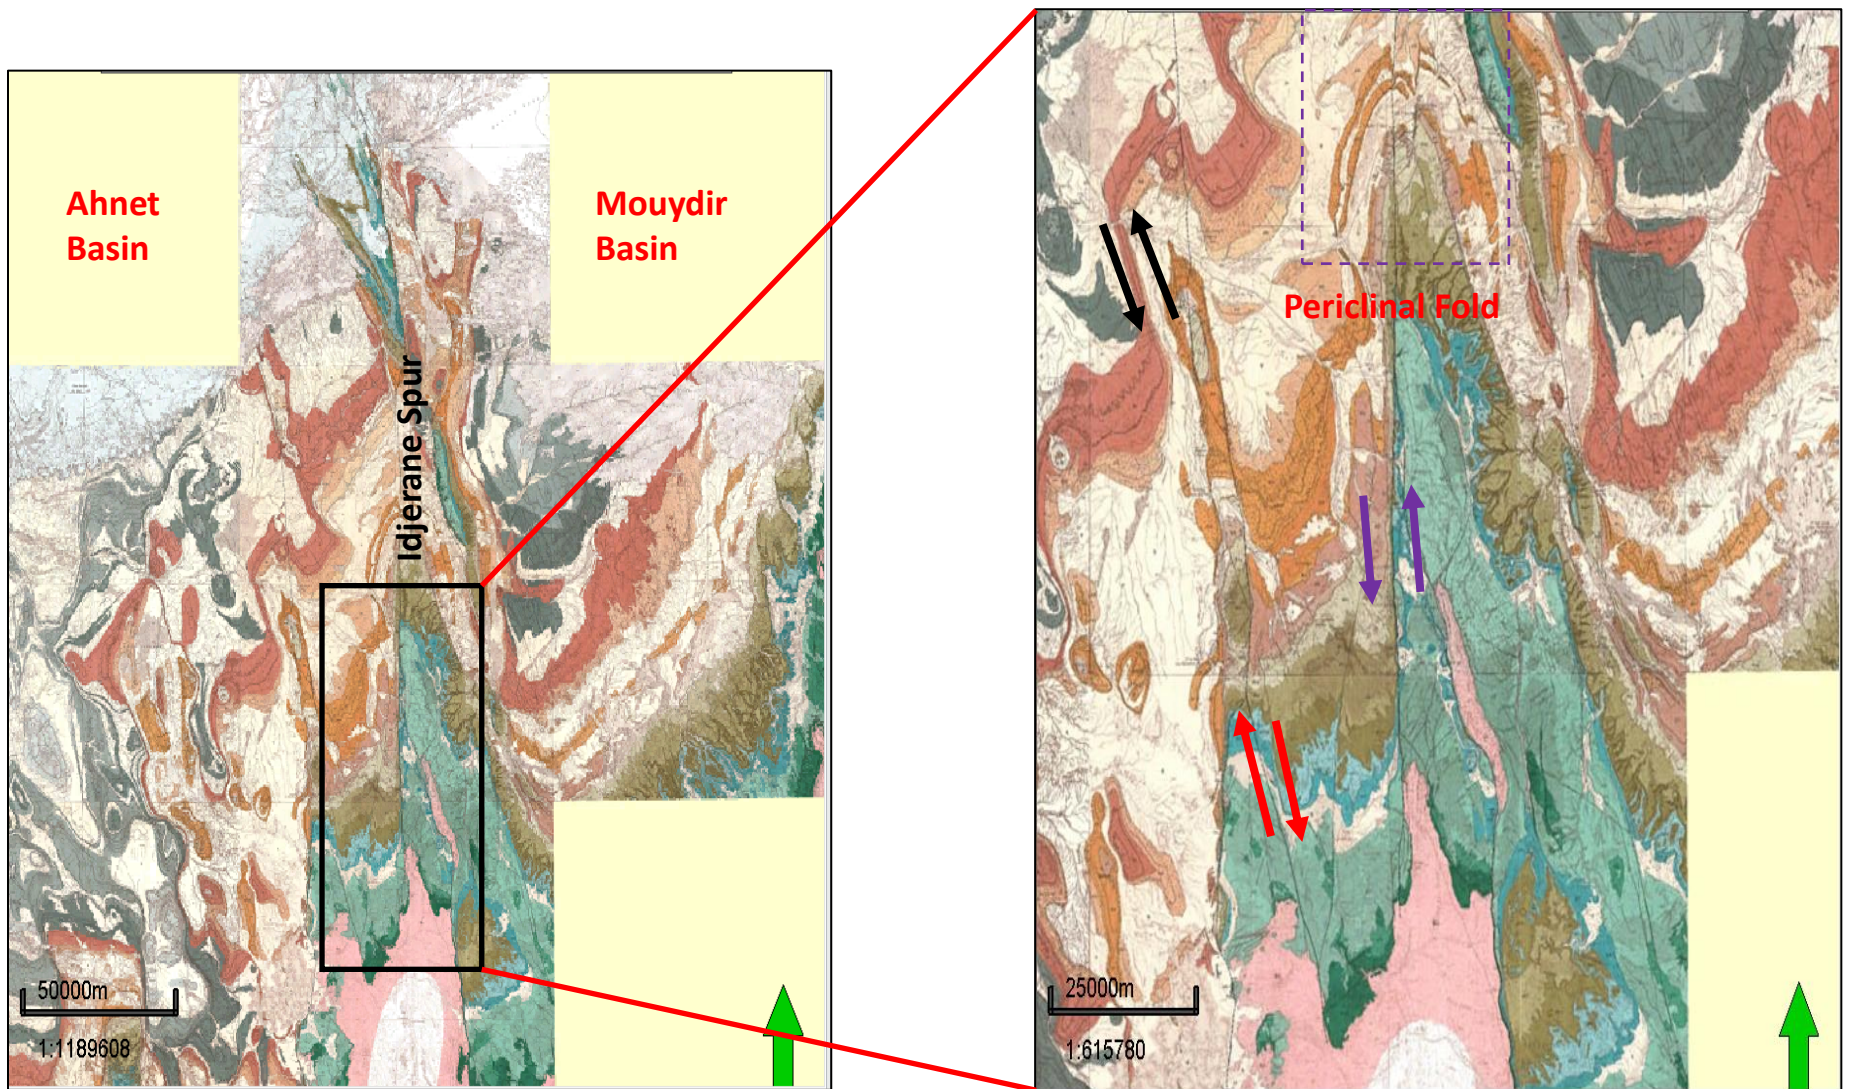 Ahnet
Basin
Mouydir
Basin
Idjerane Spur
50000m
1:1189608
Periclinal Fold
25000m
1:615780